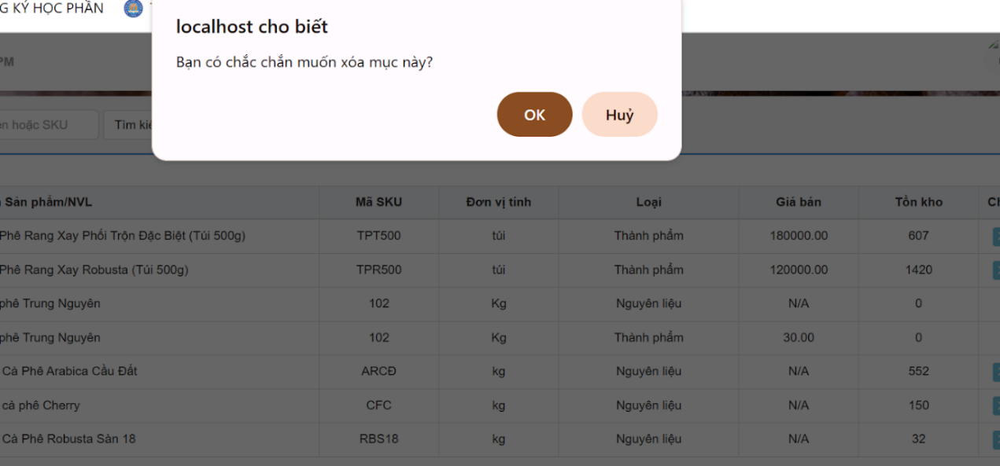 KÝ HỌC PHẦN
localhost cho biết
Bạn có chắc chắn muốn xóa mục này?
OK Huỷ
PM
hoặc SKU Tìm
Sản phẩm/NVL Mã SKU Đơn vị tính Loại Giá bán Tồn kho
Phê Rang Xay Phối Trộn Đặc Biệt (Túi 500g) TPT500 túi Thành phẩm 180000.00 607
Phê Rang Xay Robusta (Túi 500g) TPR500 túi Thành phẩm 120000.00 1420
phê Trung Nguyên 102 Kg Nguyên liệu N/A 0
phê Trung Nguyên 102 Kg Thành phẩm 30.00 0
Cà Phê Arabica Cầu Đất ARCĐ kg Nguyên liệu N/A 552
cà phê Cherry CFC kg Nguyên liệu N/A 150
Cà Phê Robusta Sàn 18 RBS18 kg Nguyên liệu N/A 32